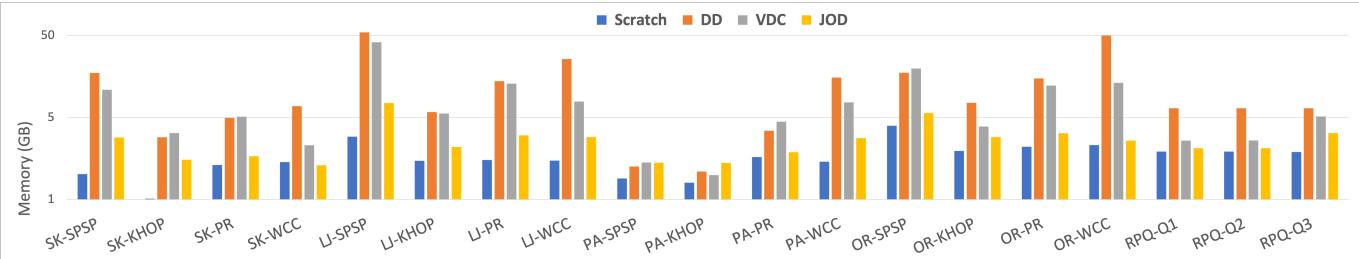 Scratch DD VDC JOD
Memory (GB)
50
5
1
SK-SPSP SK-KHOP SK-PR SK-WCC LJ-SPSP LJ-KHOP LJ-PR LJ-WCC PA-SPSP PA-KHOP PA-PR PA-WCC OR-SPSP OR-KHOP OR-PR OR-WCC RPQ-Q1 RPQ-Q2 RPQ-Q3